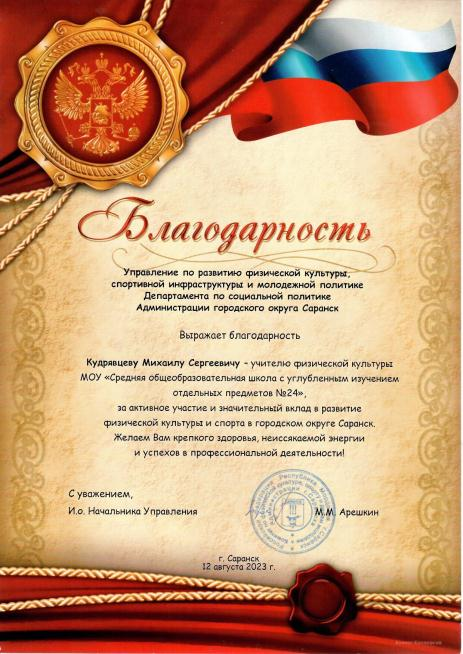 Благодарность
Управление по развитию физической культуры,
спортивной инфраструктуры и молодежной политике
Департамента по социальной политике
Администрации городского округа Саранск
Выражает благодарность
Кудрявцеву Михаилу Сергеевичу - учителю физической культуры
МОУ «Средняя общеобразовательная школа с углубленным изучением
отдельных предметов №24»,
за активное участие и значительный вклад в развитие
физической культуры и спорта в городском округе Саранск.
Желаем Вам крепкого здоровья, неиссякаемой энергии
и успехов в профессиональной деятельности!
С уважением,
И.о. Начальника Управления
М.М. Арешкин
г. Саранск
12 августа 2023 г.